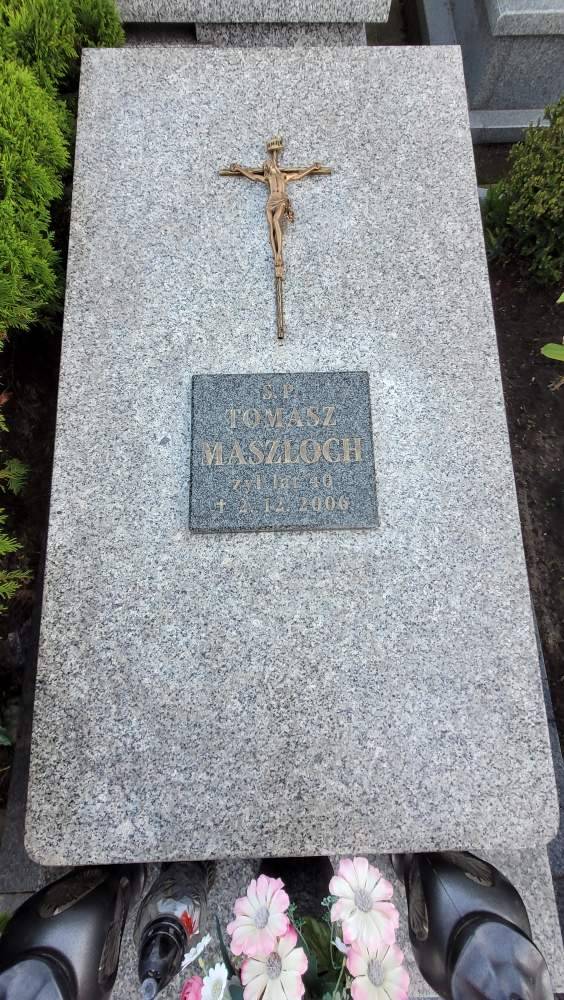 Ś.P.
TOMASZ
MASZLOCH
żył lat 40
✝ 2.12.2006